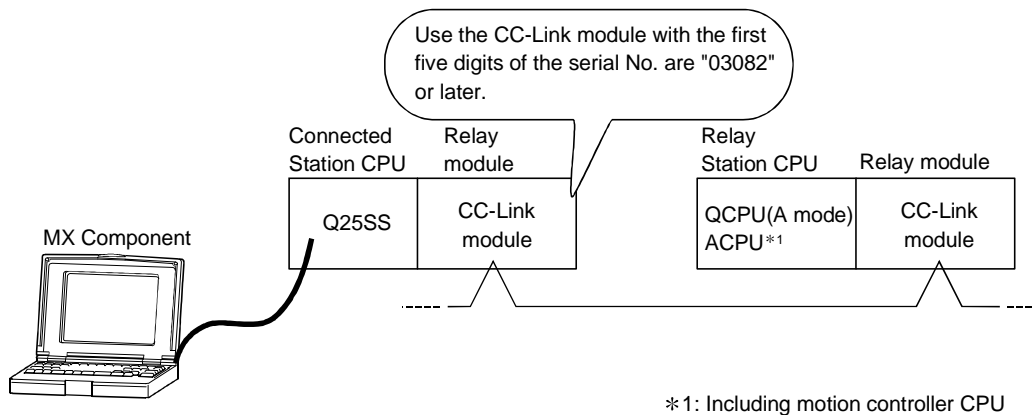 Use the CC-Link module with the first
five digits of the serial No. are "03082"
or later.
Connected
Station CPU
Relay
module
Relay
Station CPU
Relay module
Q25SS
CC-Link
module
QCPU(A mode)
ACPU*1
CC-Link
module
MX Component
*1: Including motion controller CPU